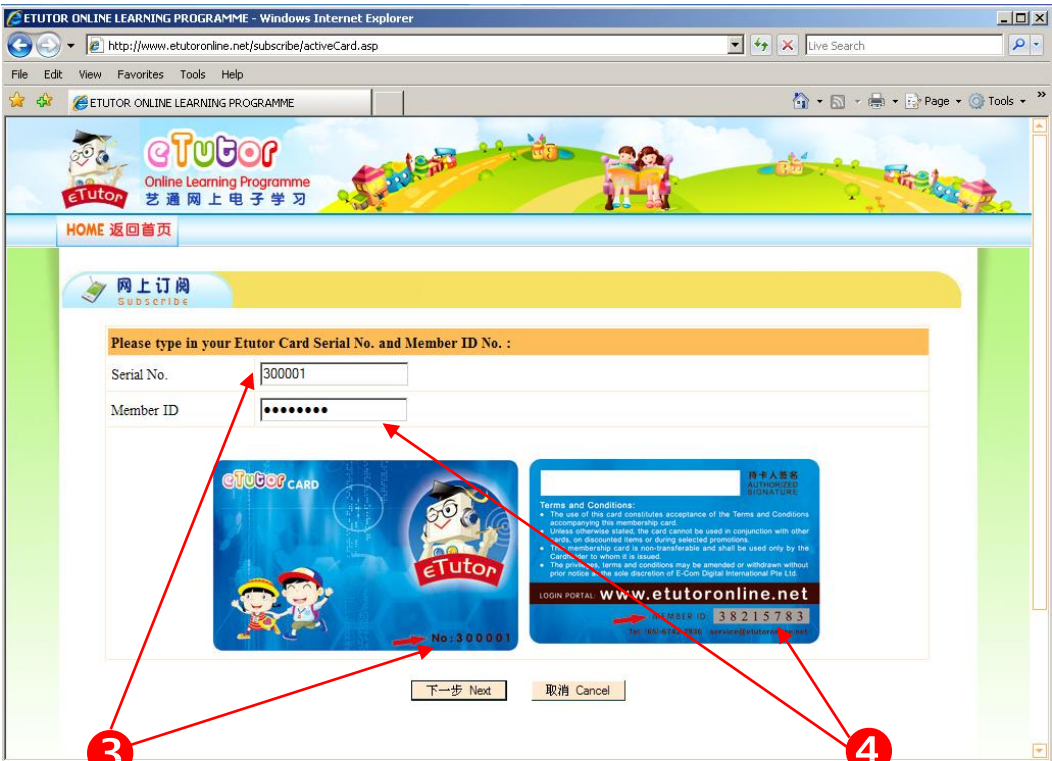 ETUTOR ONLINE LEARNING PROGRAMME - Windows Internet Explorer
http://www.etutoronline.net/subscribe/activeCard.asp
Live Search
File Edit View Favorites Tools Help
ETUTOR ONLINE LEARNING PROGRAMME
Page Tools »
eTutor
eTutor
Online Learning Programme
艺通网上电子学习
HOME 返回首页
网上订阅
Subscribe
Please type in your Etutor Card Serial No. and Member ID No. :
Serial No. 300001
Member ID ••••••••
eTutor CARD
eTutor
No:300001
持卡人签名
AUTHORIZED
SIGNATURE
Terms and Conditions:
• The use of this card constitutes acceptance of the Terms and Conditions
accompanying this membership card.
• Unless otherwise stated, the card cannot be used in conjunction with other
cards, on discounted items or during selected promotions.
• The membership card is non-transferable and shall be used only by the
Cardholder to whom it is issued.
• The privileges, terms and conditions may be amended or withdrawn without
prior notice at the sole discretion of E-Com Digital International Pte Ltd.
LOGIN PORTAL: www.etutoronline.net
MEMBER ID 38215783
下一步 Next 取消 Cancel
3 4